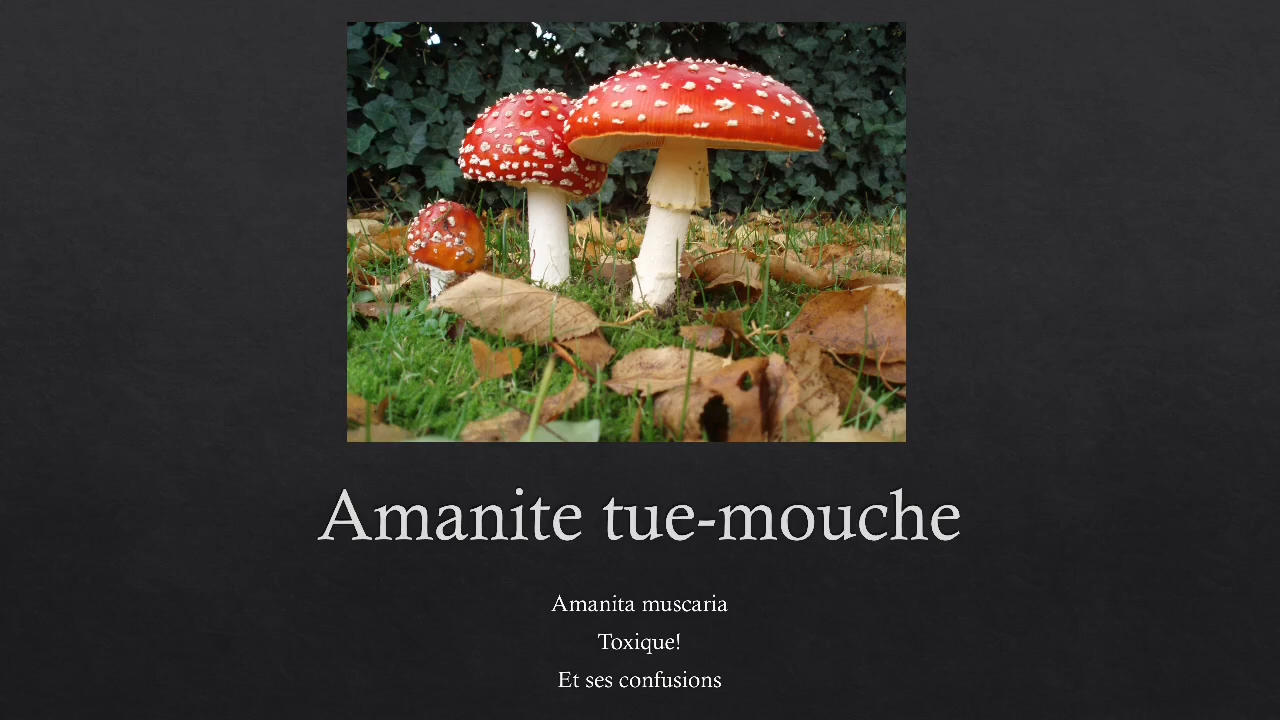 Amanite tue-mouche
Amanita muscaria
Toxique!
Et ses confusions